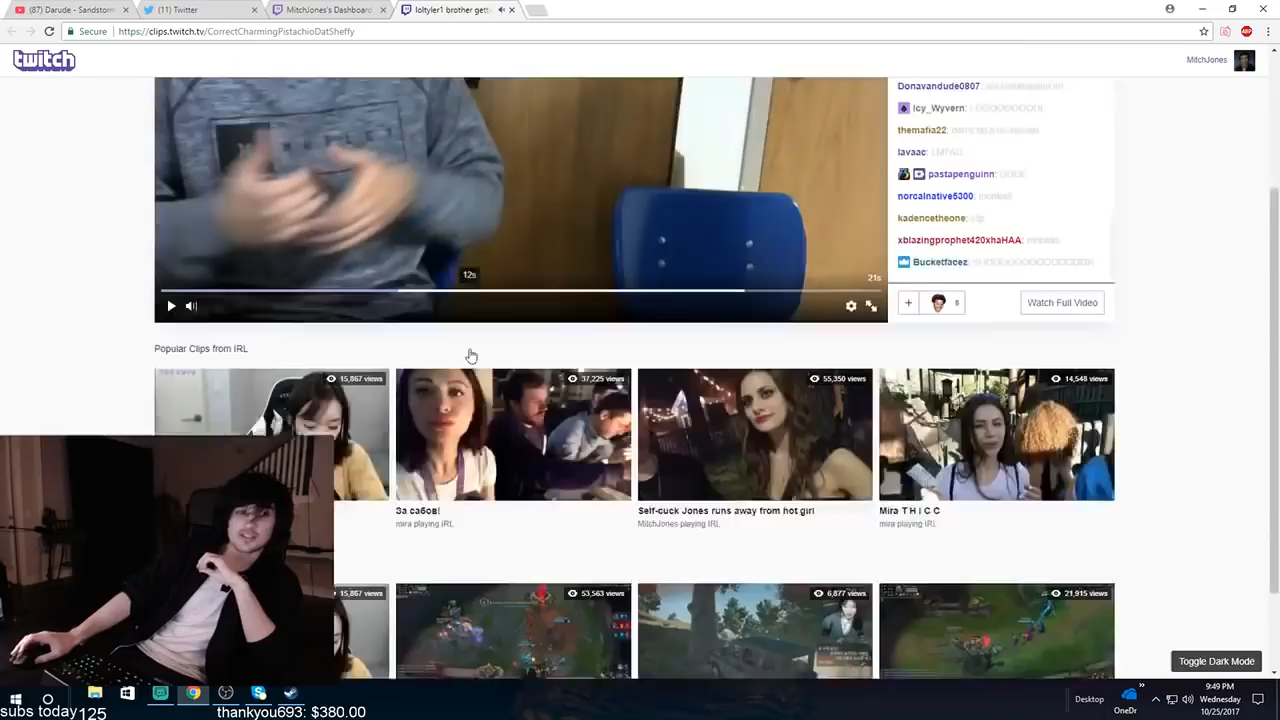 (87) Darude - Sandstorm
(11) Twitter
MitchJones's Dashboard
loltyler1 brother gett
Secure
https://clips.twitch.tv/CorrectCharmingPistachioDatSheffy
ABP
twitch
MitchJones
Donavandude0807
Icy_Wyvern:
themafia22:
lavaac: LMFAO
pastapenguinn:
norcalnative5300:
kadencetheone:
xblazingprophet420xhaHAA:
Bucketfacez
12s
21s
Watch Full Video
Popular Clips from IRL
15,867 views
37,225 views
55,350 views
14,548 views
За сабов!
mira playing IRL
Self-cuck Jones runs away from hot girl
MitchJones playing IRL
Mira T H i C C
mira playing IRL
15,867 views
53,563 views
6,877 views
21,915 views
Toggle Dark Mode
Desktop
OneDr
9:49 PM
Wednesday
10/25/2017
subs today 125
thankyou693: $380.00